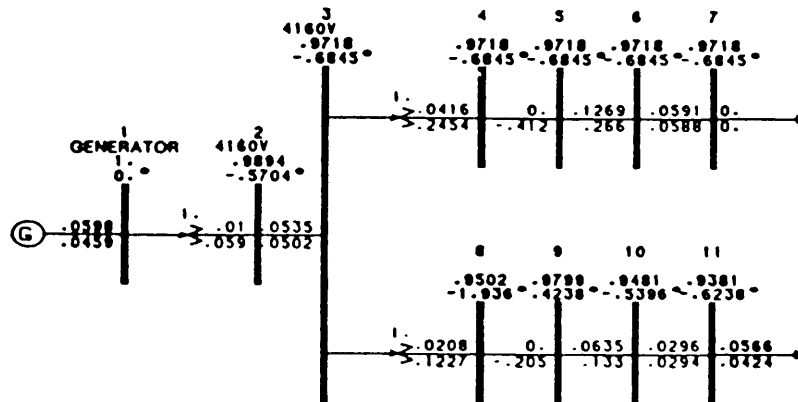 3
4160V
.9718
-.6845°
4 5 6 7
.9718 .9718 .9718 .9718
-.6845° -.6845° -.6845° -.6845°
1. .0416 0. .1269 .0591 0.
.2454 -.412 .266 .0588 0.
1
GENERATOR
1.
0.°
2
4160V
.9894
-.5704°
G .0598 1. .01 .0535
.0459 .059 .0502
8 9 10 11
.9502 .9799 .9481 .9381
-1.936° .4238° -.5396° -.6238°
1. .0208 0. .0635 .0296 .0566
.1227 -.205 .133 .0294 .0424